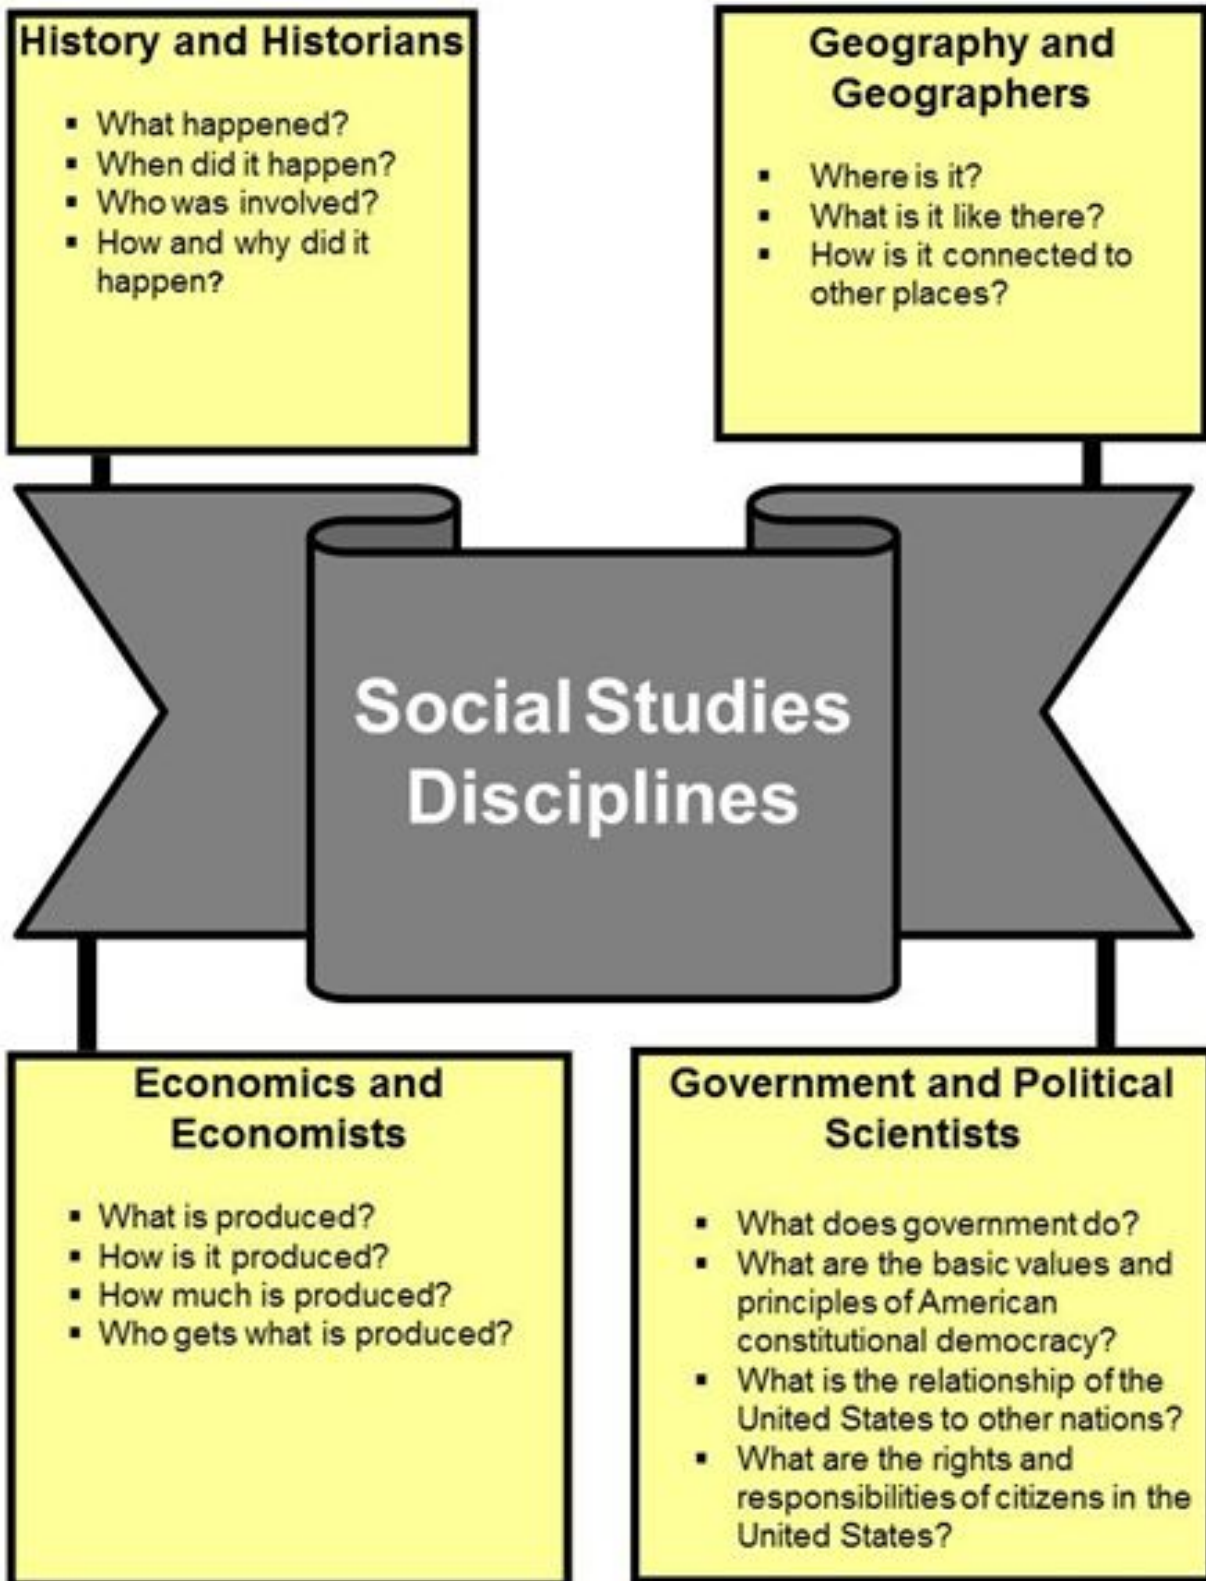 History and Historians
▪ What happened?
▪ When did it happen?
▪ Who was involved?
▪ How and why did it
happen?
Geography and
Geographers
▪ Where is it?
▪ What is it like there?
▪ How is it connected to
other places?
Social Studies
Disciplines
Economics and
Economists
▪ What is produced?
▪ How is it produced?
▪ How much is produced?
▪ Who gets what is produced?
Government and Political
Scientists
▪ What does government do?
▪ What are the basic values and
principles of American
constitutional democracy?
▪ What is the relationship of the
United States to other nations?
▪ What are the rights and
responsibilities of citizens in the
United States?